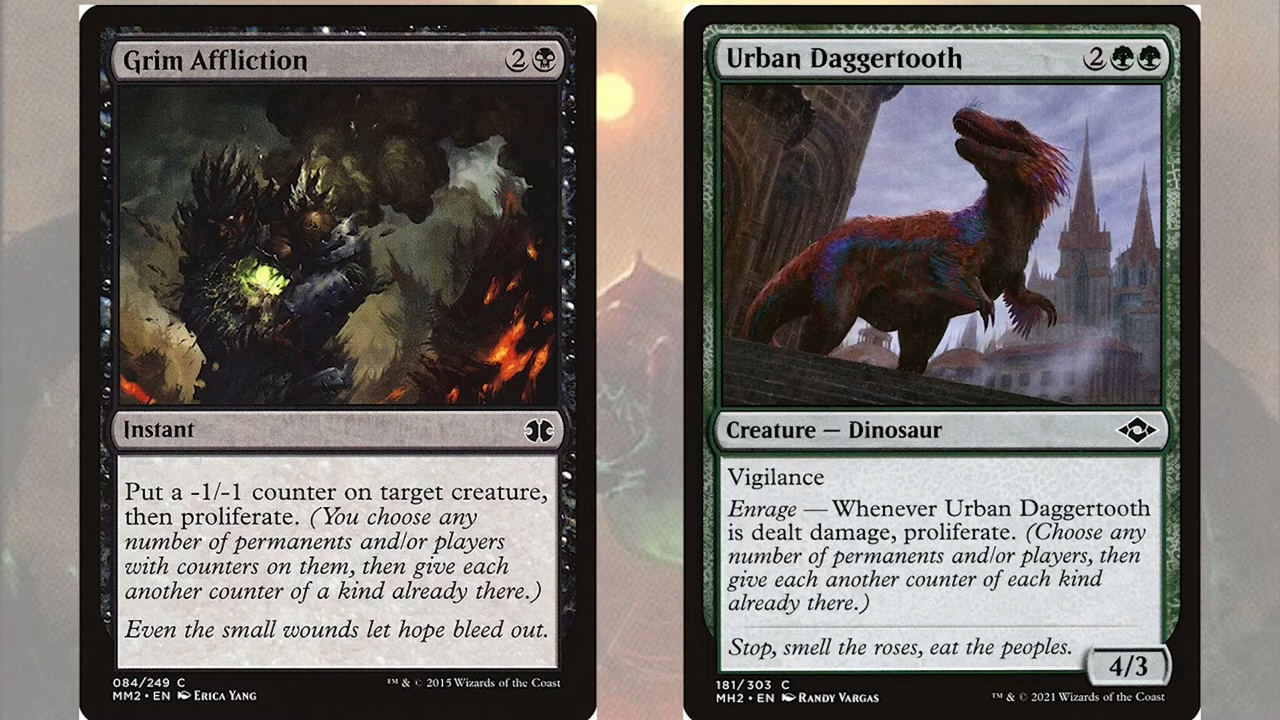 Grim Affliction 2
Instant
Put a -1/-1 counter on target creature,
then proliferate. (You choose any
number of permanents and/or players
with counters on them, then give each
another counter of a kind already there.)
Even the small wounds let hope bleed out.
084/249 C
MM2 • EN Erica Yang
™ & © 2015 Wizards of the Coast
Urban Daggertooth 2
Creature — Dinosaur
Vigilance
Enrage — Whenever Urban Daggertooth
is dealt damage, proliferate. (Choose any
number of permanents and/or players, then
give each another counter of each kind
already there.)
Stop, smell the roses, eat the peoples.
4/3
181/303 C
MH2 • EN Randy Vargas
™ & © 2021 Wizards of the Coast